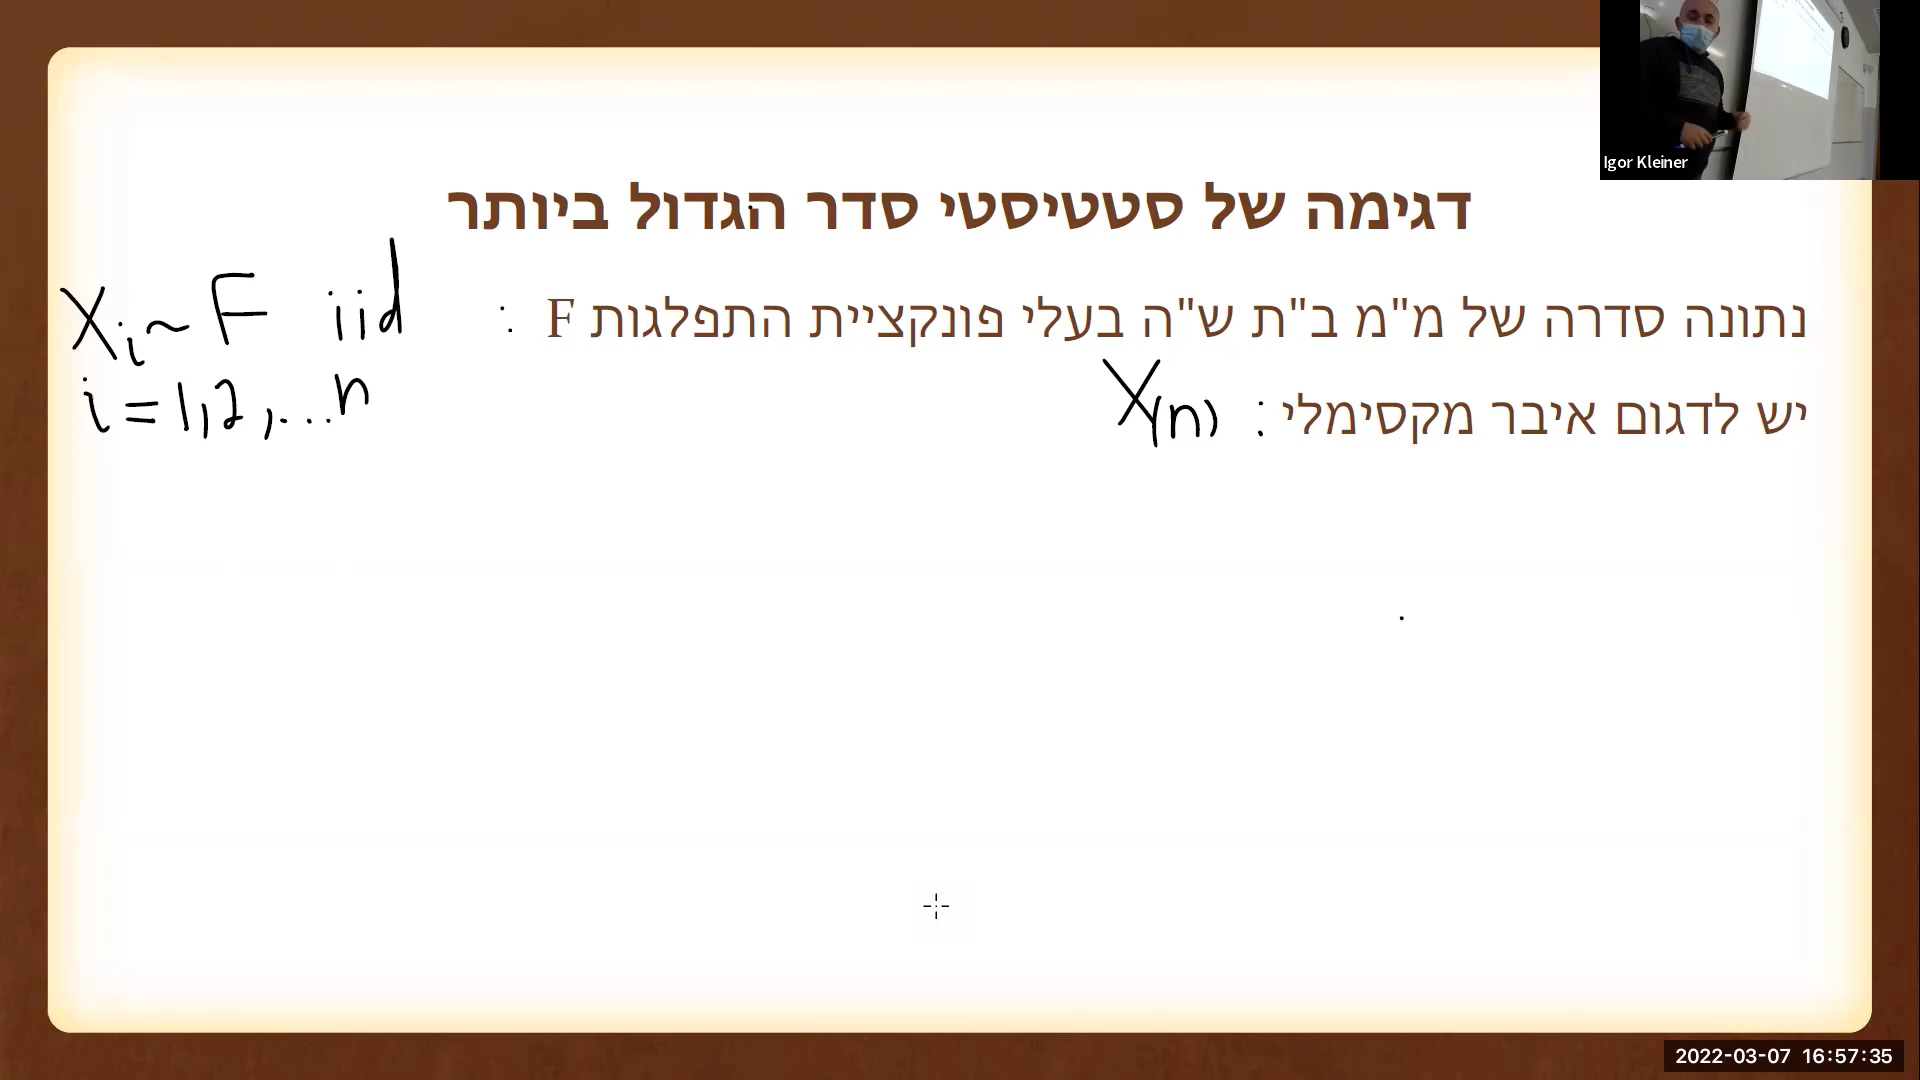 Igor Kleiner
דגימה של סטטיסטי סדר הגדול ביותר
נתונה סדרה של מ"מ ב"ת ש"ה בעלי פונקציית התפלגות F :
Xi ~ F iid
i = 1,2,...n
יש לדגום איבר מקסימלי : X(n)
2022-03-07 16:57:35